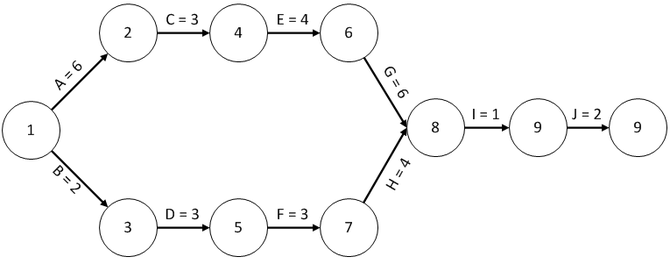 2
C = 3
4
E = 4
6
A = 6
G = 6
1
8
I = 1
9
J = 2
9
B = 2
H = 4
3
D = 3
5
F = 3
7